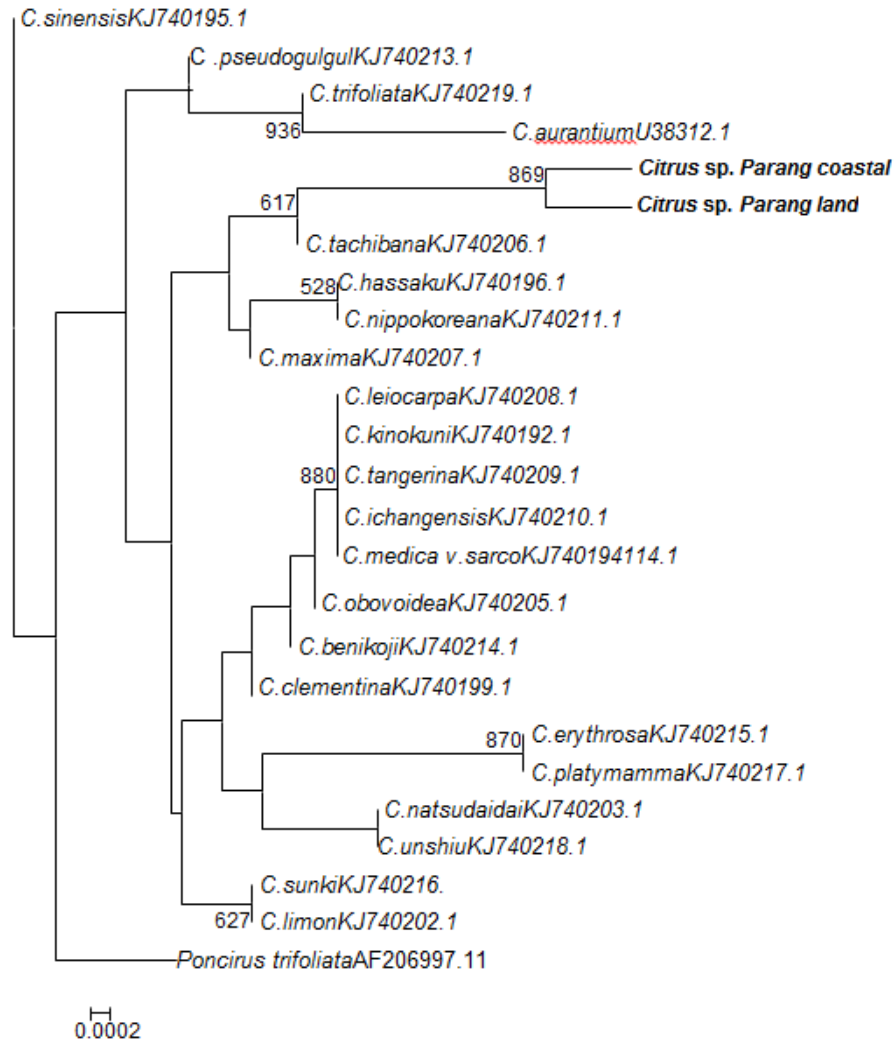 C.sinensisKJ740195.1
C .pseudogulgulKJ740213.1
C.trifoliataKJ740219.1
936
C.aurantiumU38312.1
869
Citrus sp. Parang coastal
617
Citrus sp. Parang land
C.tachibanaKJ740206.1
528
C.hassakuKJ740196.1
C.nippokoreanaKJ740211.1
C.maximaKJ740207.1
C.leiocarpaKJ740208.1
C.kinokuniKJ740192.1
880
C.tangerinaKJ740209.1
C.ichangensisKJ740210.1
C.medica v.sarcoKJ740194114.1
C.obovoideaKJ740205.1
C.benikojiKJ740214.1
C.clementinaKJ740199.1
870
C.erythrosaKJ740215.1
C.platymammaKJ740217.1
C.natsudaidaiKJ740203.1
C.unshiuKJ740218.1
C.sunkiKJ740216.
627
C.limonKJ740202.1
Poncirus trifoliataAF206997.11
0.0002